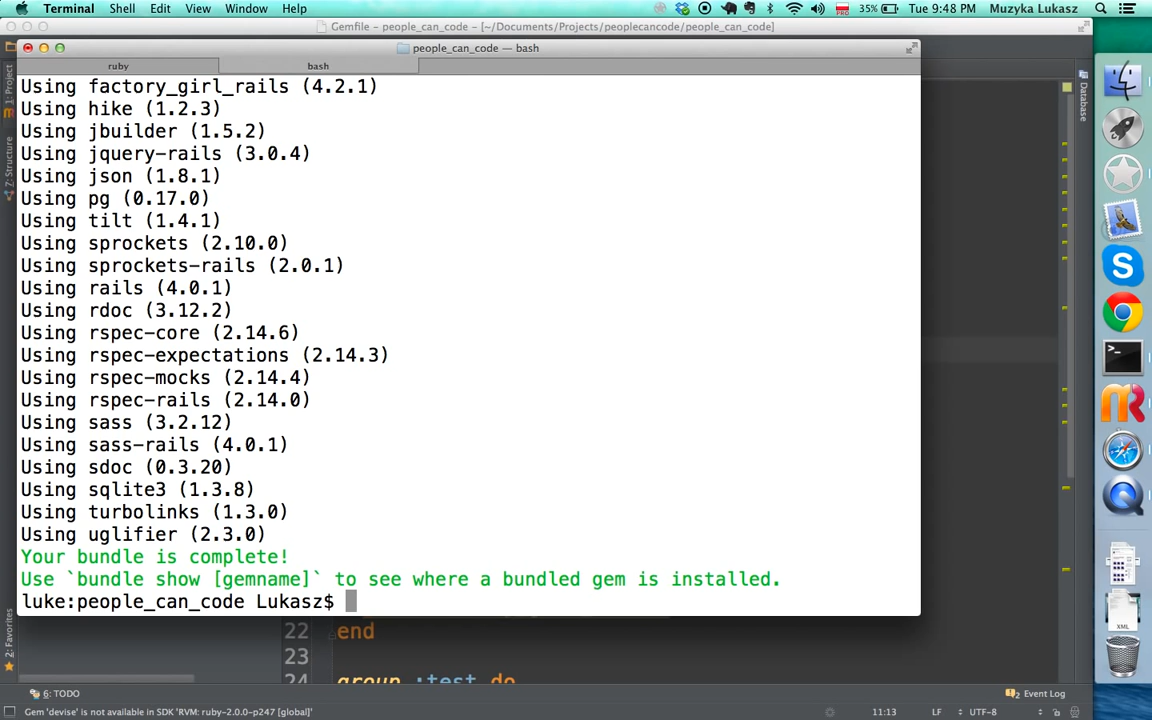 Terminal Shell Edit View Window Help 35% Tue 9:48 PM Muzyka Lukasz
Gemfile - people_can_code - [~/Documents/Projects/peoplecancode/people_can_code]
people_can_code — bash
ruby bash
Using factory_girl_rails (4.2.1)
Using hike (1.2.3)
Using jbuilder (1.5.2)
Using jquery-rails (3.0.4)
Using json (1.8.1)
Using pg (0.17.0)
Using tilt (1.4.1)
Using sprockets (2.10.0)
Using sprockets-rails (2.0.1)
Using rails (4.0.1)
Using rdoc (3.12.2)
Using rspec-core (2.14.6)
Using rspec-expectations (2.14.3)
Using rspec-mocks (2.14.4)
Using rspec-rails (2.14.0)
Using sass (3.2.12)
Using sass-rails (4.0.1)
Using sdoc (0.3.20)
Using sqlite3 (1.3.8)
Using turbolinks (1.3.0)
Using uglifier (2.3.0)
Your bundle is complete!
Use `bundle show [gemname]` to see where a bundled gem is installed.
luke:people_can_code Lukasz$
1: Project
7: Structure
2: Favorites
Database
22 end
23
24 group :test do
6: TODO
2 Event Log
Gem 'devise' is not available in SDK 'RVM: ruby-2.0.0-p247 [global]'
11:13 LF UTF-8
XML